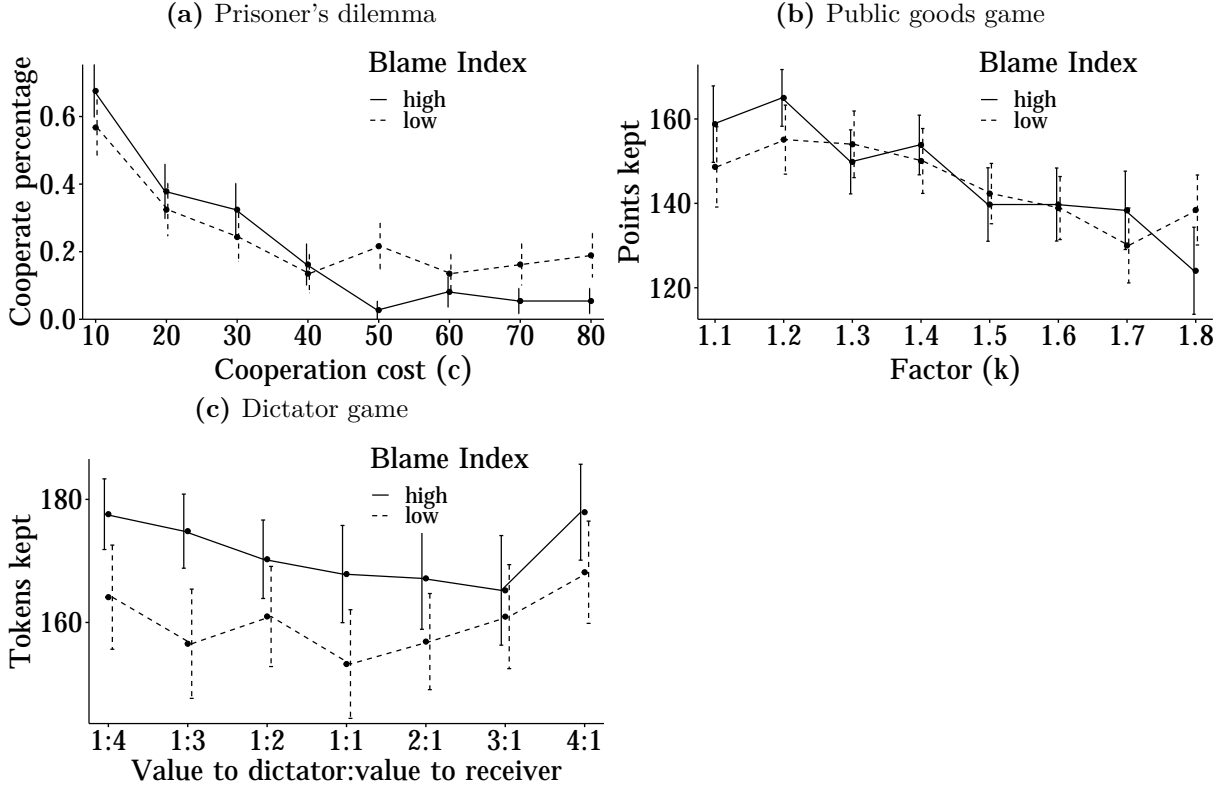 (a) Prisoner's dilemma
Cooperate percentage
0.6
0.4
0.2
0.0
Blame Index
high
low
10 20 30 40 50 60 70 80
Cooperation cost (c)
(b) Public goods game
Points kept
160
140
120
Blame Index
high
low
1.1 1.2 1.3 1.4 1.5 1.6 1.7 1.8
Factor (k)
(c) Dictator game
Tokens kept
180
160
Blame Index
high
low
1:4 1:3 1:2 1:1 2:1 3:1 4:1
Value to dictator:value to receiver